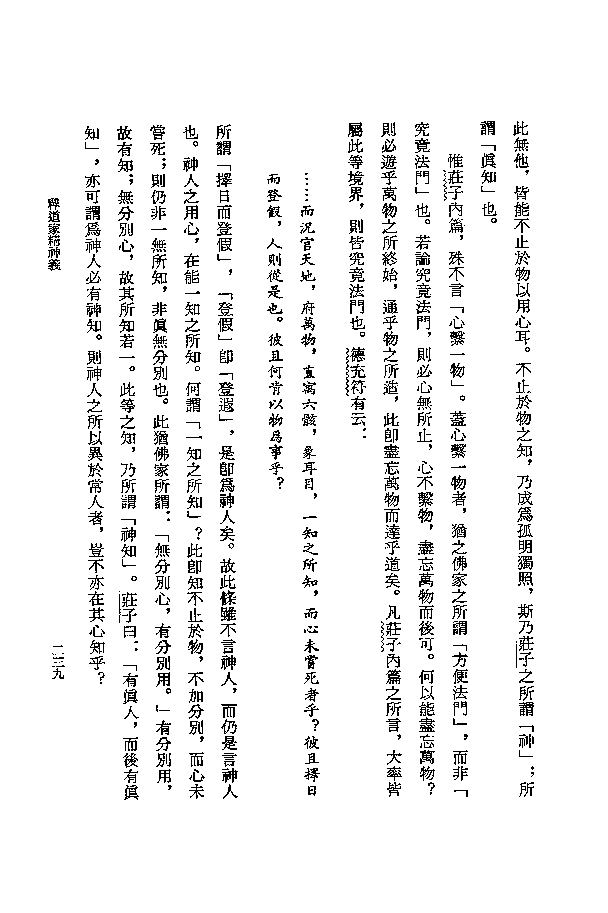 此無他，皆能不止於物以用心耳。不止於物之知，乃成爲孤明獨照，斯乃莊子之所謂「神」；所
謂「眞知」也。
惟莊子內篇，殊不言「心繫一物」。蓋心繫一物者，猶之佛家之所謂「方便法門」，而非「
究竟法門」也。若論究竟法門，則必心無所止，心不繫物，盡忘萬物而後可。何以能盡忘萬物？
則必遊乎萬物之所終始，通乎物之所造，此卽盡忘萬物而達乎道矣。凡莊子內篇之所言，大率皆
屬此等境界，則皆究竟法門也。德充符有云：
……而況官天地，府萬物，直寓六骸，象耳目，一知之所知，而心未嘗死者乎？彼且擇日
而登假，人則從是也。彼且何肯以物爲事乎？
所謂「擇日而登假」，「登假」卽「登遐」，是卽爲神人矣。故此條雖不言神人，而仍是言神人
也。神人之用心，在能一知之所知。何謂「一知之所知」？此卽知不止於物，不加分別，而心未
嘗死；則仍非一無所知，非眞無分別也。此猶佛家所謂：「無分別心，有分別用。」有分別用，
故有知；無分別心，故其所知若一。此等之知，乃所謂「神知」。莊子曰：「有眞人，而後有眞
知」，亦可謂爲神人必有神知。則神人之所以異於常人者，豈不亦在其心知乎？
釋道家精神義
二三九